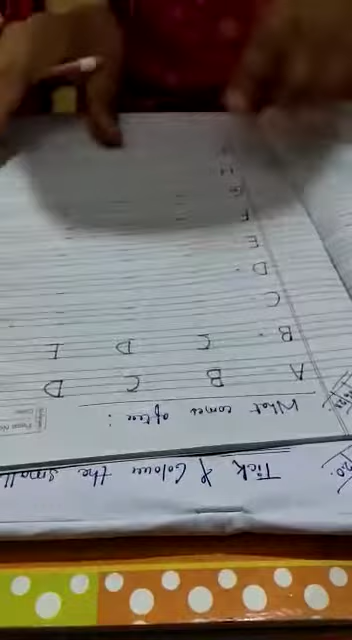 Tick & Colour the small
What comes after :
A B C D
B C D E
C
D
E
F
G
H